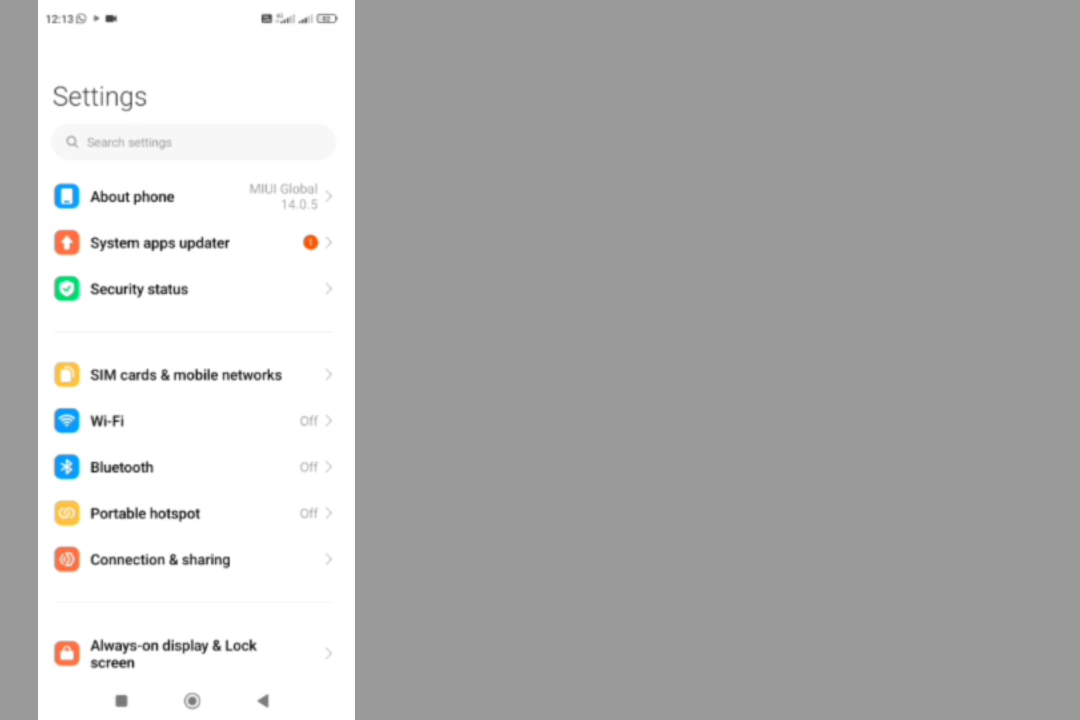 12:13
Settings
Search settings
About phone
MIUI Global
14.0.5
System apps updater
1
Security status
SIM cards & mobile networks
Wi-Fi
Off
Bluetooth
Off
Portable hotspot
Off
Connection & sharing
Always-on display & Lock
screen